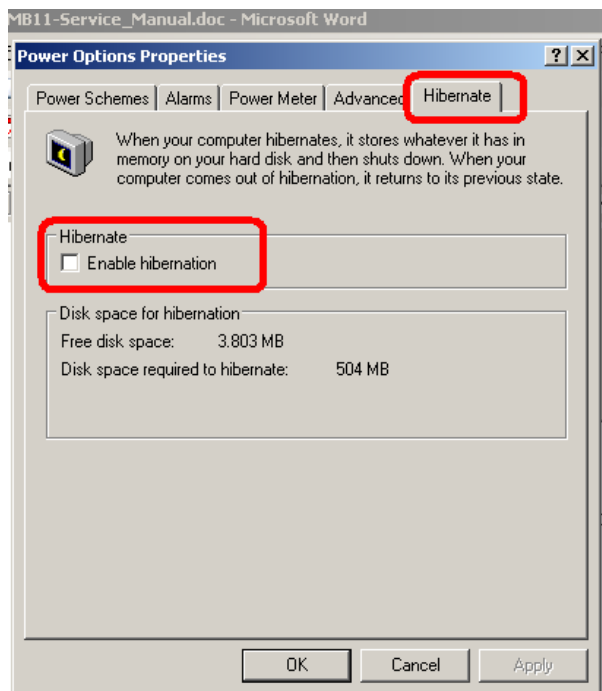 MB11-Service_Manual.doc - Microsoft Word
Power Options Properties
Power Schemes Alarms Power Meter Advanced Hibernate
When your computer hibernates, it stores whatever it has in
memory on your hard disk and then shuts down. When your
computer comes out of hibernation, it returns to its previous state.
Hibernate
Enable hibernation
Disk space for hibernation
Free disk space: 3.803 MB
Disk space required to hibernate: 504 MB
OK Cancel Apply